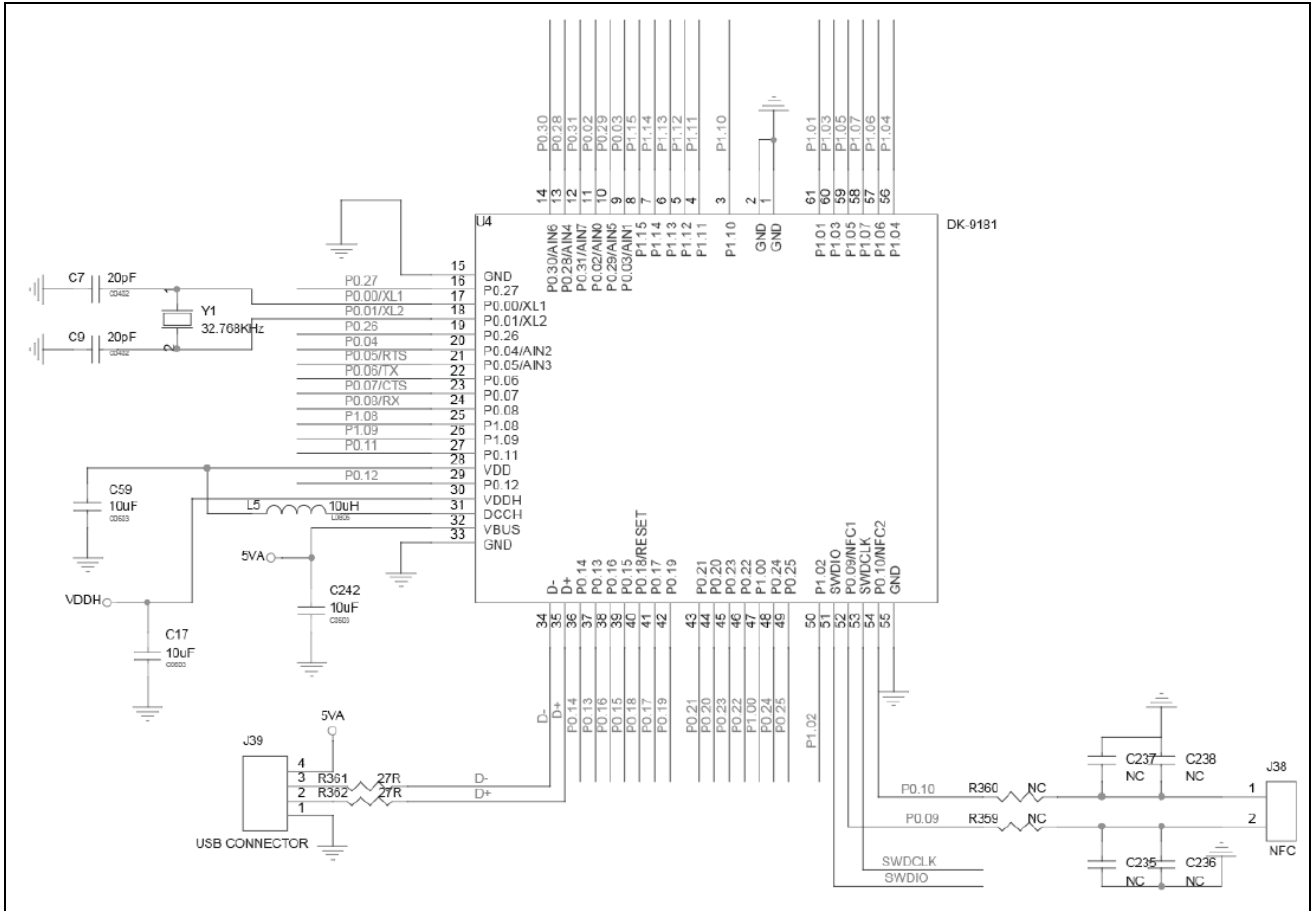 P0.30
P0.28
P0.31
P0.02
P0.29
P0.03
P1.15
P1.14
P1.13
P1.12
P1.11
P1.10
P1.01
P1.03
P1.05
P1.07
P1.06
P1.04
14
13
12
11
10
9
8
7
6
5
4
3
2
1
61
60
59
58
57
56
U4
DK-9181
P0.30/AIN6
P0.28/AIN4
P0.31/AIN7
P0.02/AIN0
P0.29/AIN5
P0.03/AIN1
P1.15
P1.14
P1.13
P1.12
P1.11
P1.10
GND
GND
P1.01
P1.03
P1.05
P1.07
P1.06
P1.04
15 GND
P0.27 16 P0.27
P0.00/XL1 17 P0.00/XL1
P0.01/XL2 18 P0.01/XL2
P0.26 19 P0.26
P0.04 20 P0.04/AIN2
P0.05/RTS 21 P0.05/AIN3
P0.06/TX 22 P0.06
P0.07/CTS 23 P0.07
P0.08/RX 24 P0.08
P1.08 25 P1.08
P1.09 26 P1.09
P0.11 27 P0.11
28 VDD
P0.12 29 P0.12
30 VDDH
31 DCCH
32 VBUS
33 GND
C7 20pF
C0402
1
Y1
32.768KHz
2
C9 20pF
C0402
C59
10uF
C0603
L5 10uH
L0805
5VA
C242
10uF
C0603
VDDH
C17
10uF
C0603
D-
D+
P0.14
P0.13
P0.16
P0.15
P0.18/RESET
P0.17
P0.19
P0.21
P0.20
P0.23
P0.22
P1.00
P0.24
P0.25
P1.02
SWDIO
P0.09/NFC1
SWDCLK
P0.10/NFC2
GND
34
35
36
37
38
39
40
41
42
43
44
45
46
47
48
49
50
51
52
53
54
55
D-
D+
P0.14
P0.13
P0.16
P0.15
P0.18
P0.17
P0.19
P0.21
P0.20
P0.23
P0.22
P1.00
P0.24
P0.25
P1.02
5VA
J39
4
3 R361 27R D-
2 R362 27R D+
1
USB CONNECTOR
C237
NC
C238
NC
J38
P0.10 R360 NC 1
P0.09 R359 NC 2
NFC
C235
NC
C236
NC
SWDCLK
SWDIO